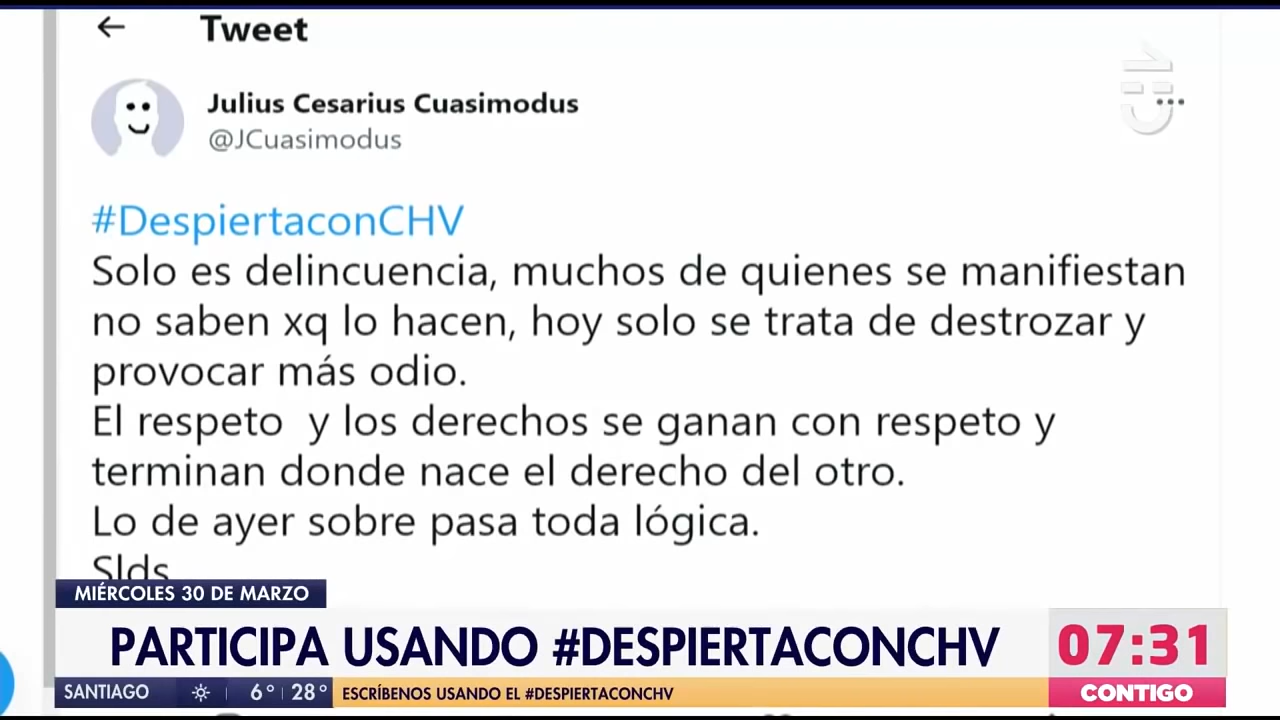 Tweet
Julius Cesarius Cuasimodus
@JCuasimodus
#DespiertaconCHV
Solo es delincuencia, muchos de quienes se manifiestan
no saben xq lo hacen, hoy solo se trata de destrozar y
provocar más odio.
El respeto  y los derechos se ganan con respeto y
terminan donde nace el derecho del otro.
Lo de ayer sobre pasa toda lógica.
Slds
MIÉRCOLES 30 DE MARZO
PARTICIPA USANDO #DESPIERTACONCHV
07:31
SANTIAGO 6° 28° ESCRÍBENOS USANDO EL #DESPIERTACONCHV
CONTIGO